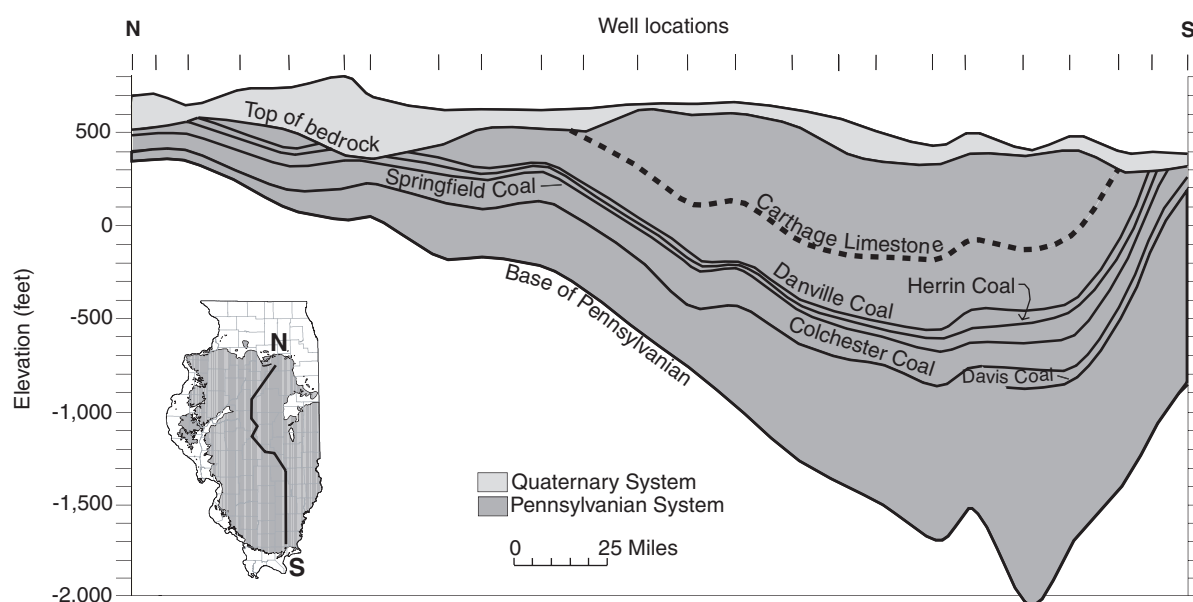 N
Well locations
S
Top of bedrock
500
Springfield Coal
0
Carthage Limestone
Danville Coal
Herrin Coal
Base of Pennsylvanian
-500
Colchester Coal
Davis Coal
Elevation (feet)
N
-1,000
-1,500
Quaternary System
Pennsylvanian System
0 25 Miles
S
-2,000